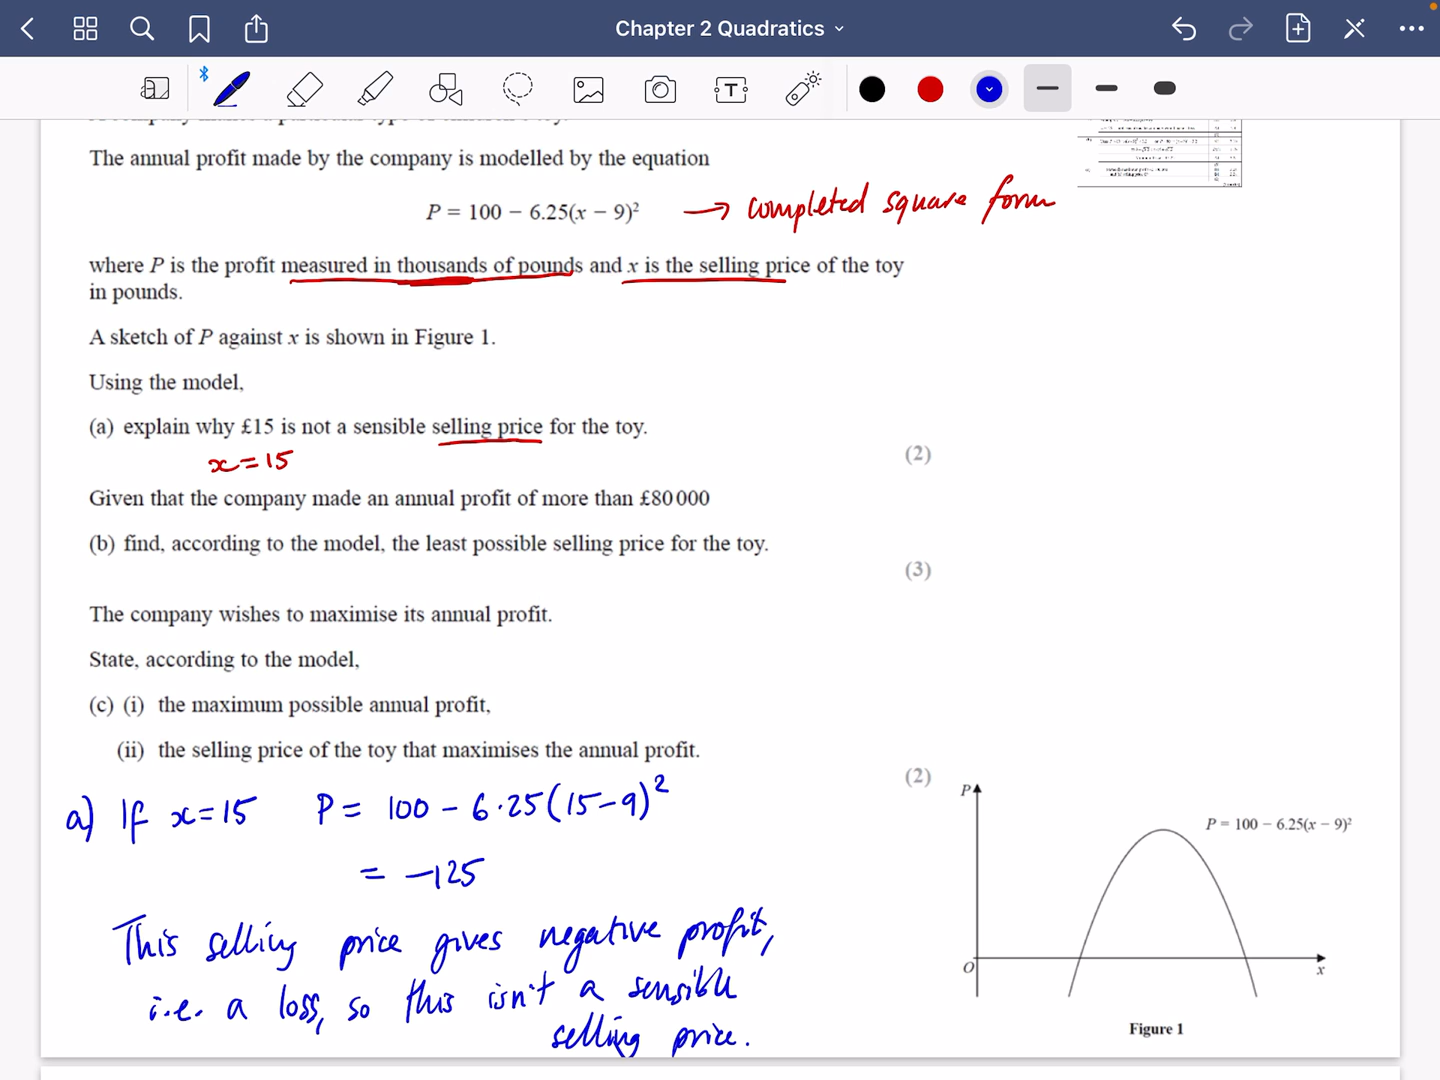 Chapter 2 Quadratics
The annual profit made by the company is modelled by the equation
P = 100 − 6.25(x − 9)² → completed square form
where P is the profit measured in thousands of pounds and x is the selling price of the toy
in pounds.
A sketch of P against x is shown in Figure 1.
Using the model,
(a) explain why £15 is not a sensible selling price for the toy.
(2)
x = 15
Given that the company made an annual profit of more than £80 000
(b) find, according to the model, the least possible selling price for the toy.
(3)
The company wishes to maximise its annual profit.
State, according to the model,
(c) (i) the maximum possible annual profit,
(ii) the selling price of the toy that maximises the annual profit.
(2)
a) If x = 15 P = 100 − 6.25(15−9)²
= −125
This selling price gives negative profit,
i.e. a loss, so this isn't a sensible
selling price.
P
P = 100 − 6.25(x − 9)²
O
x
Figure 1